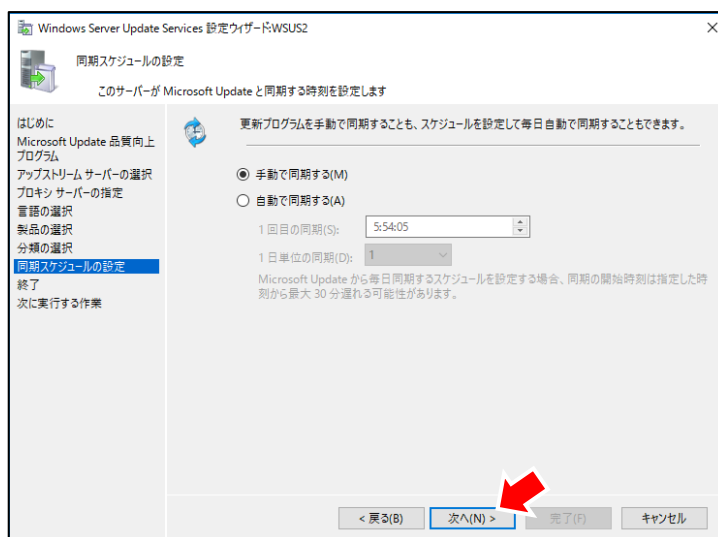 Windows Server Update Services 設定ウィザード:WSUS2
同期スケジュールの設定
このサーバーが Microsoft Update と同期する時刻を設定します
はじめに
Microsoft Update 品質向上
プログラム
アップストリーム サーバーの選択
プロキシ サーバーの指定
言語の選択
製品の選択
分類の選択
同期スケジュールの設定
終了
次に実行する作業
更新プログラムを手動で同期することも、スケジュールを設定して毎日自動で同期することもできます。
手動で同期する(M)
自動で同期する(A)
1 回目の同期(S): 5:54:05
1 日単位の同期(D): 1
Microsoft Update から毎日同期するスケジュールを設定する場合、同期の開始時刻は指定した時
刻から最大 30 分遅れる可能性があります。
< 戻る(B) 次へ(N) > 完了(F) キャンセル